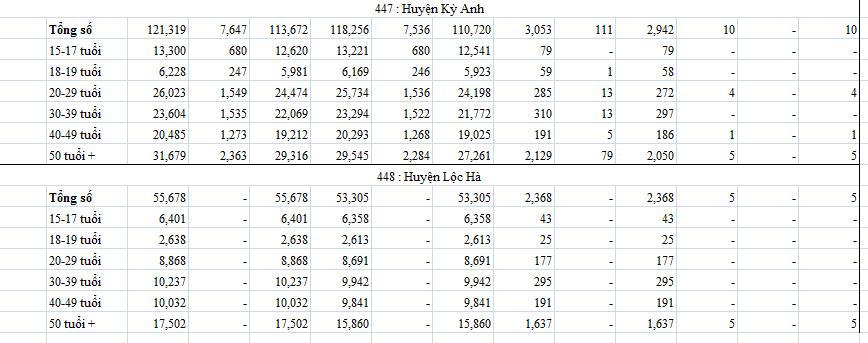 447 : Huyện Kỳ Anh
Tổng số 121,319 7,647 113,672 118,256 7,536 110,720 3,053 111 2,942 10 - 10
15-17 tuổi 13,300 680 12,620 13,221 680 12,541 79 - 79 - - -
18-19 tuổi 6,228 247 5,981 6,169 246 5,923 59 1 58 - - -
20-29 tuổi 26,023 1,549 24,474 25,734 1,536 24,198 285 13 272 4 - 4
30-39 tuổi 23,604 1,535 22,069 23,294 1,522 21,772 310 13 297 - - -
40-49 tuổi 20,485 1,273 19,212 20,293 1,268 19,025 191 5 186 1 - 1
50 tuổi + 31,679 2,363 29,316 29,545 2,284 27,261 2,129 79 2,050 5 - 5
448 : Huyện Lộc Hà
Tổng số 55,678 - 55,678 53,305 - 53,305 2,368 - 2,368 5 - 5
15-17 tuổi 6,401 - 6,401 6,358 - 6,358 43 - 43 - - -
18-19 tuổi 2,638 - 2,638 2,613 - 2,613 25 - 25 - - -
20-29 tuổi 8,868 - 8,868 8,691 - 8,691 177 - 177 - - -
30-39 tuổi 10,237 - 10,237 9,942 - 9,942 295 - 295 - - -
40-49 tuổi 10,032 - 10,032 9,841 - 9,841 191 - 191 - - -
50 tuổi + 17,502 - 17,502 15,860 - 15,860 1,637 - 1,637 5 - 5